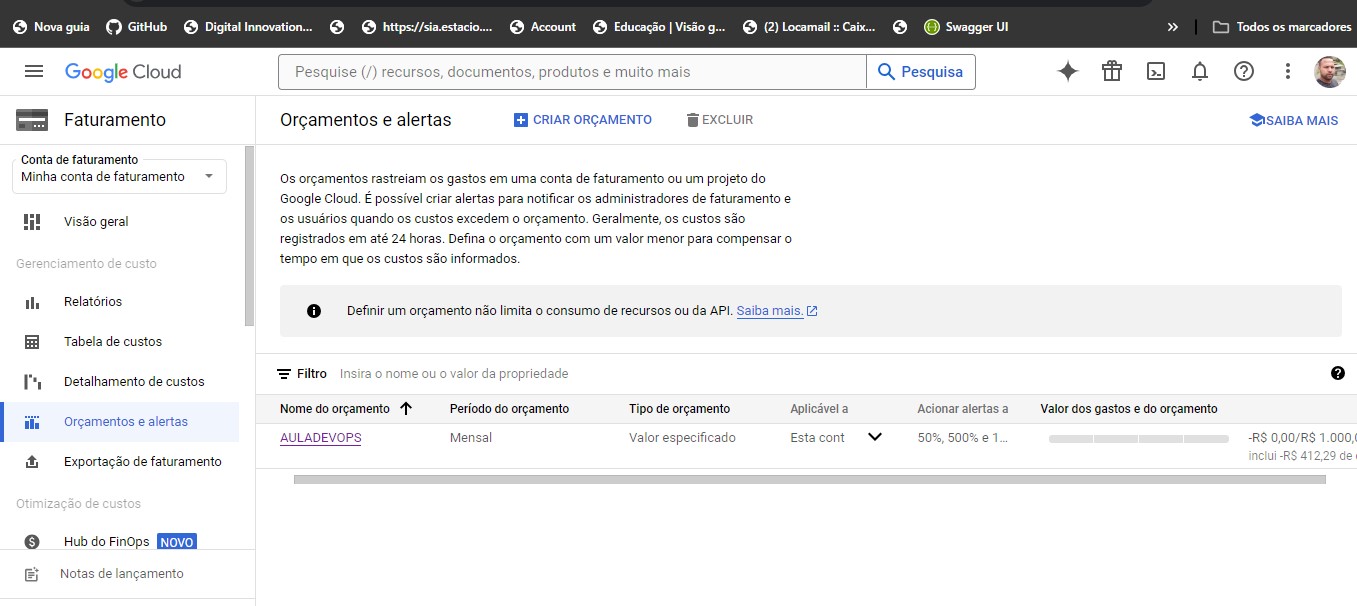 Nova guia GitHub Digital Innovation... https://sia.estacio.... Account Educação | Visão g... (2) Locamail :: Caix... Swagger UI » Todos os marcadores
Google Cloud Pesquise (/) recursos, documentos, produtos e muito mais Pesquisa
Faturamento
Conta de faturamento
Minha conta de faturamento
Visão geral
Gerenciamento de custo
Relatórios
Tabela de custos
Detalhamento de custos
Orçamentos e alertas
Exportação de faturamento
Otimização de custos
Hub do FinOps NOVO
Notas de lançamento
Orçamentos e alertas CRIAR ORÇAMENTO EXCLUIR SAIBA MAIS
Os orçamentos rastreiam os gastos em uma conta de faturamento ou um projeto do
Google Cloud. É possível criar alertas para notificar os administradores de faturamento e
os usuários quando os custos excedem o orçamento. Geralmente, os custos são
registrados em até 24 horas. Defina o orçamento com um valor menor para compensar o
tempo em que os custos são informados.
Definir um orçamento não limita o consumo de recursos ou da API. Saiba mais.
Filtro Insira o nome ou o valor da propriedade
Nome do orçamento Período do orçamento Tipo de orçamento Aplicável a Acionar alertas a Valor dos gastos e do orçamento
AULADEVOPS Mensal Valor especificado Esta cont 50%, 500% e 1... -R$ 0,00/R$ 1.000,0
inclui -R$ 412,29 de